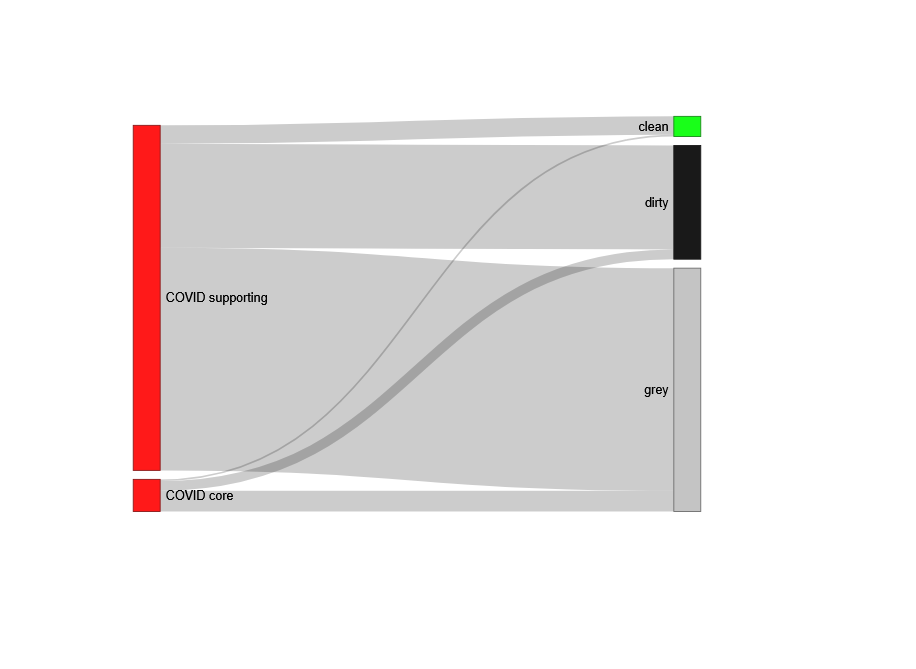 clean
dirty
COVID supporting
grey
COVID core